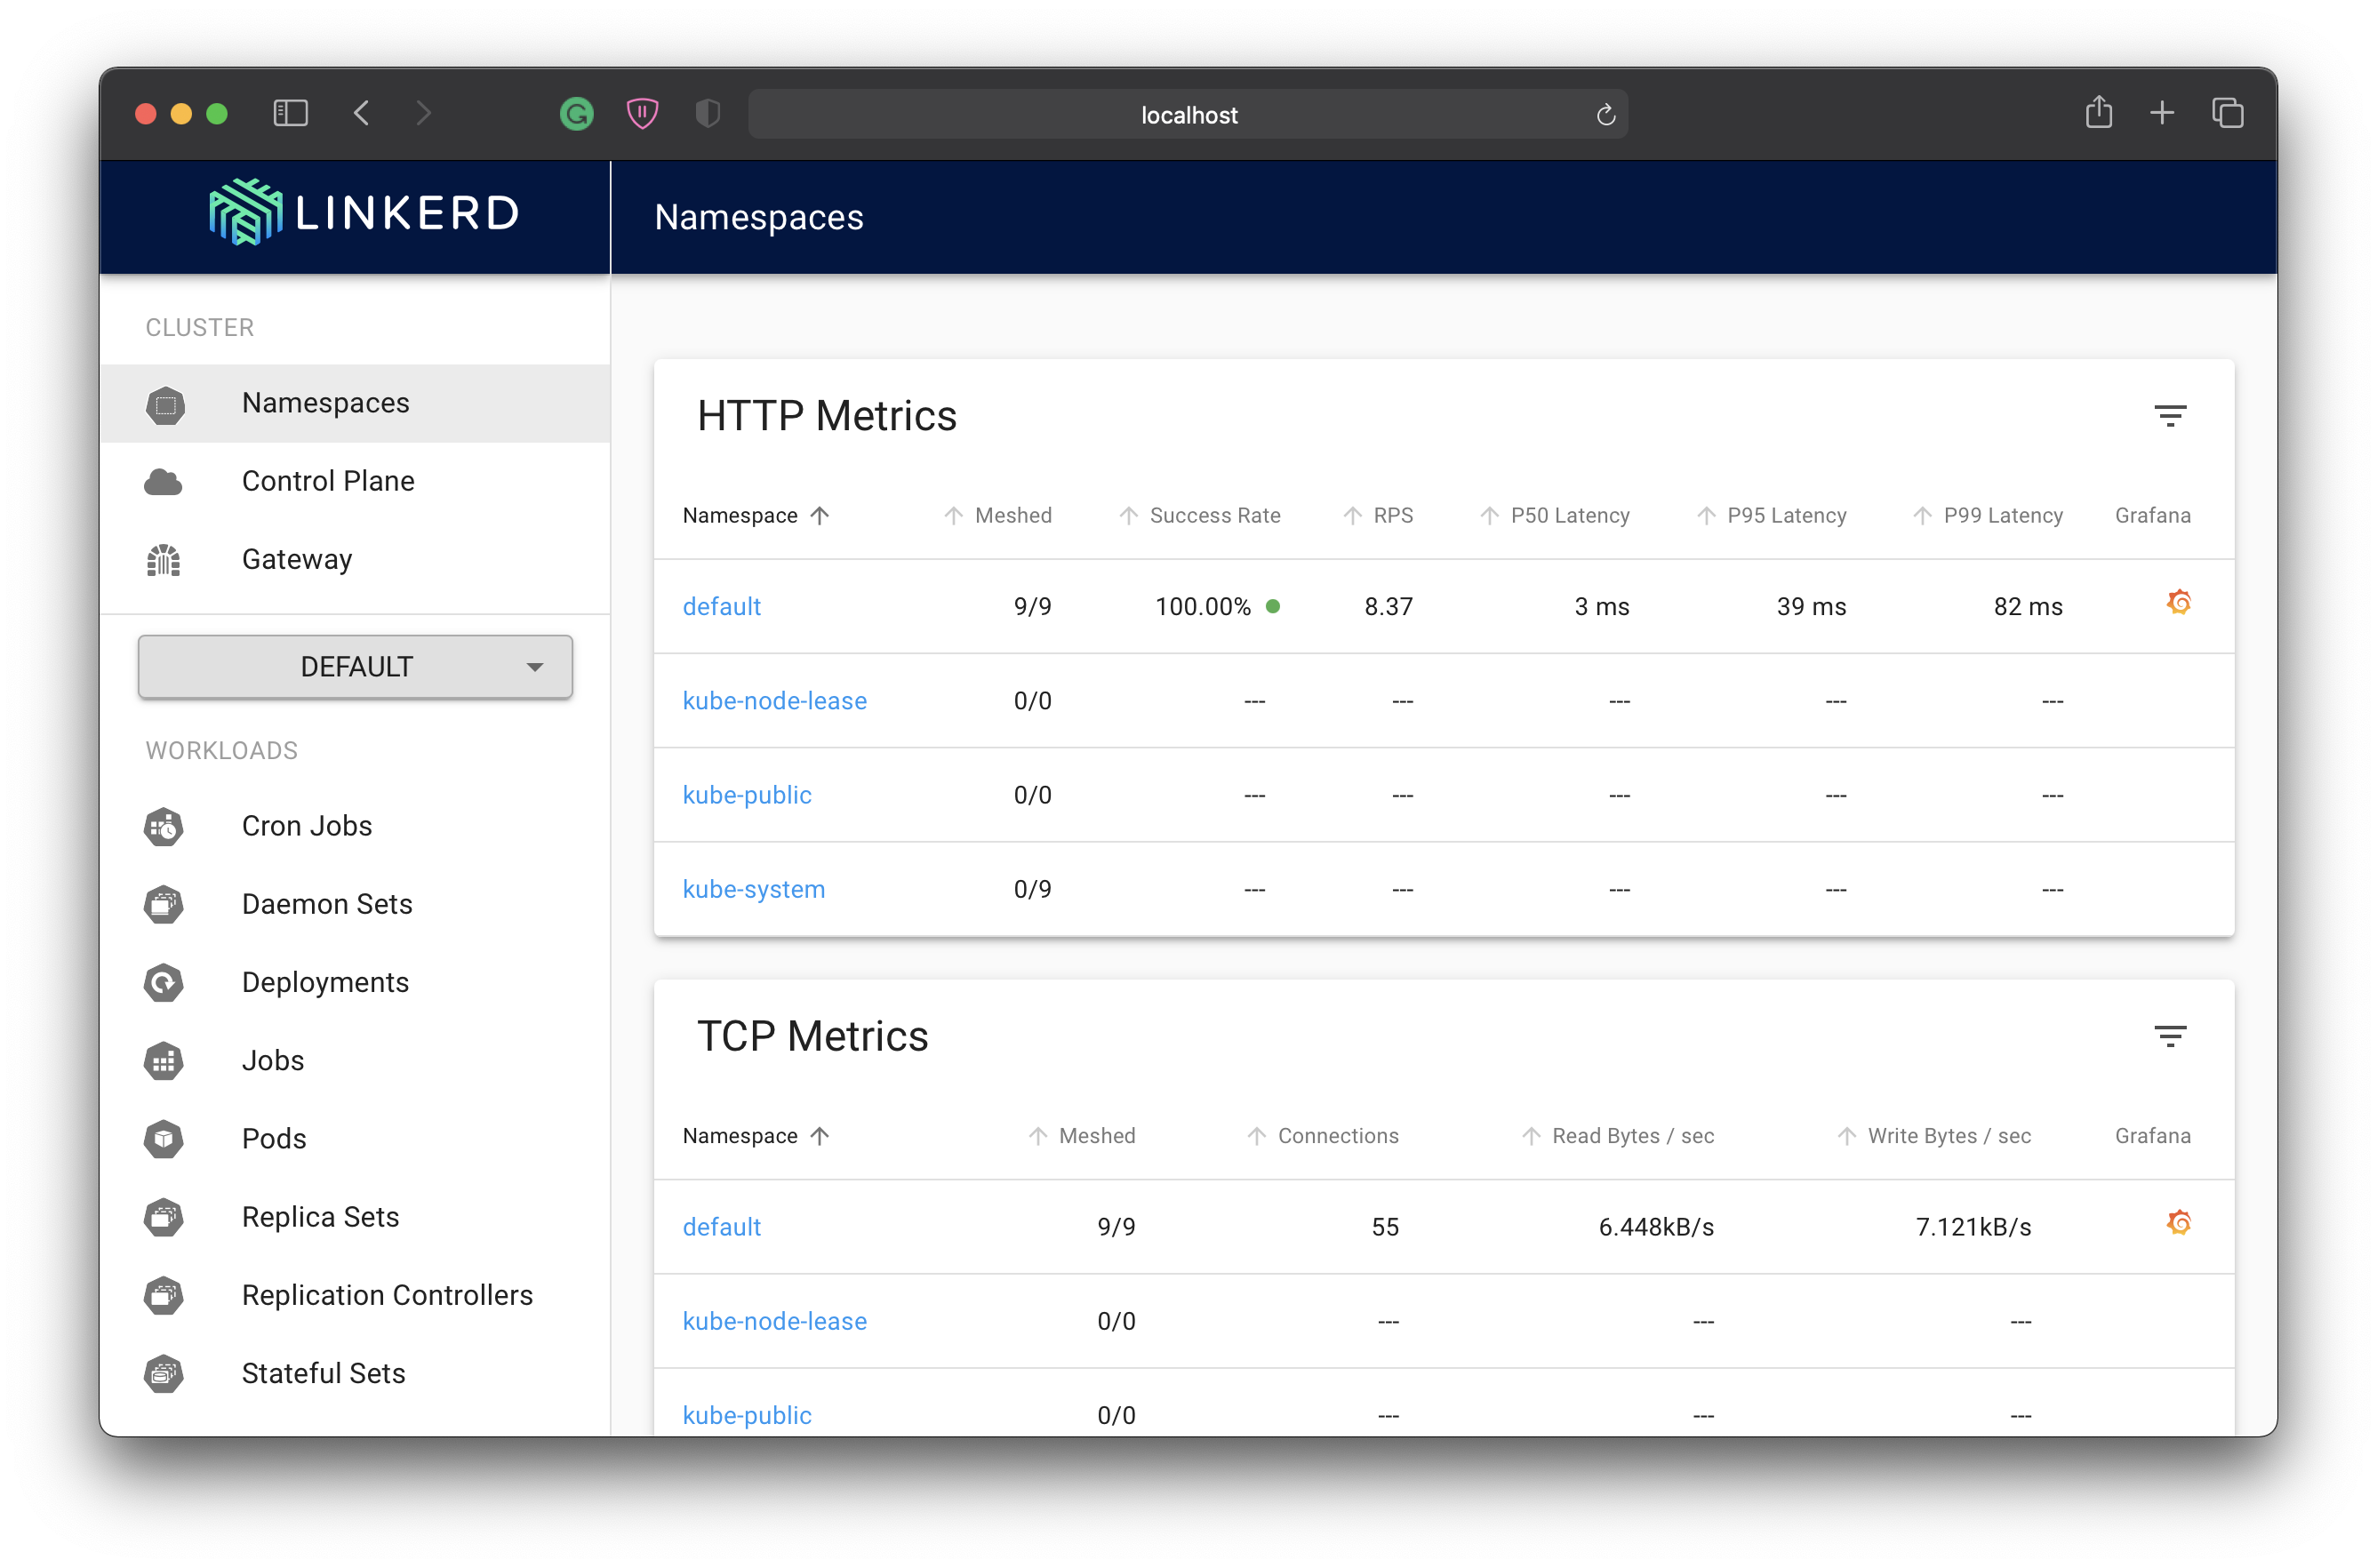 localhost
LINKERD
Namespaces
CLUSTER
Namespaces
Control Plane
Gateway
DEFAULT
WORKLOADS
Cron Jobs
Daemon Sets
Deployments
Jobs
Pods
Replica Sets
Replication Controllers
Stateful Sets
HTTP Metrics
Namespace Meshed Success Rate RPS P50 Latency P95 Latency P99 Latency Grafana
default 9/9 100.00% 8.37 3 ms 39 ms 82 ms
kube-node-lease 0/0 --- --- --- --- ---
kube-public 0/0 --- --- --- --- ---
kube-system 0/9 --- --- --- --- ---
TCP Metrics
Namespace Meshed Connections Read Bytes / sec Write Bytes / sec Grafana
default 9/9 55 6.448kB/s 7.121kB/s
kube-node-lease 0/0 --- --- ---
kube-public 0/0 --- --- ---